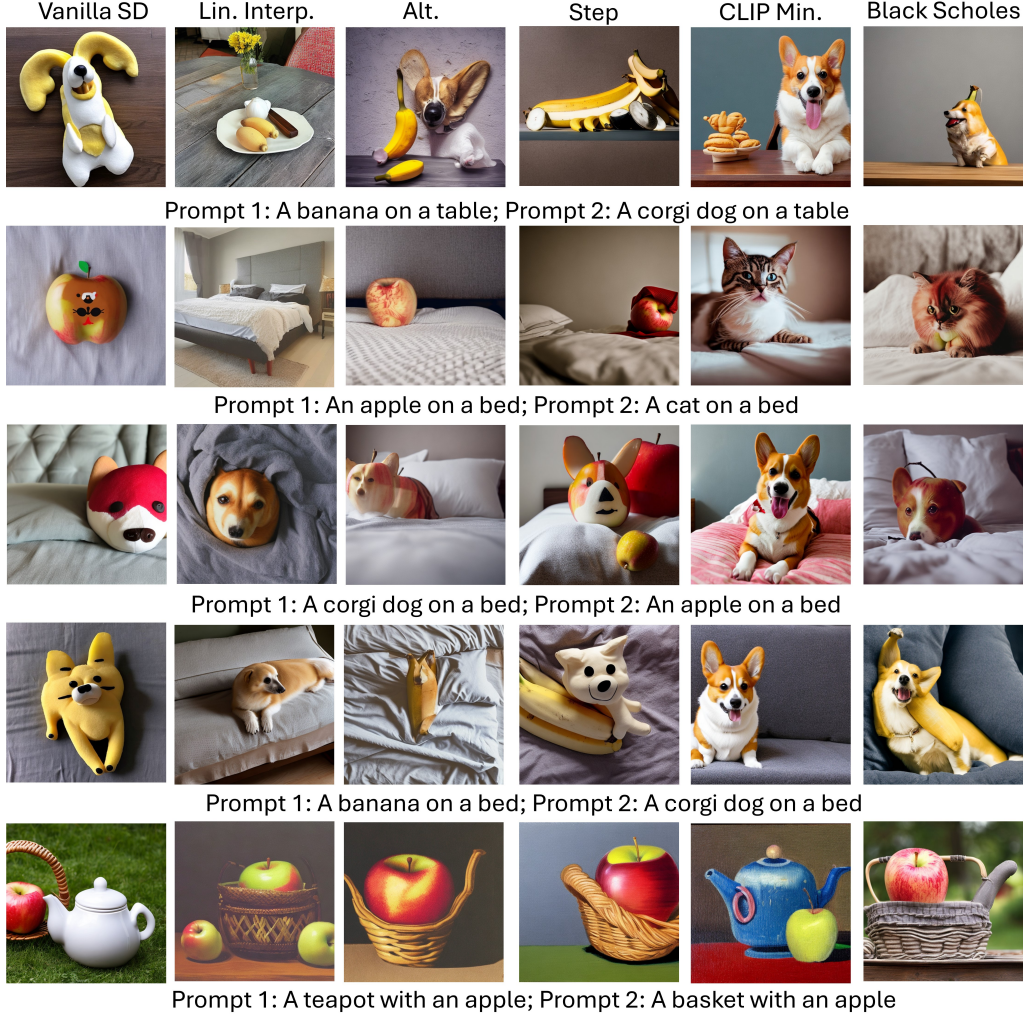 Vanilla SD Lin. Interp. Alt. Step CLIP Min. Black Scholes
Prompt 1: A banana on a table; Prompt 2: A corgi dog on a table
Prompt 1: An apple on a bed; Prompt 2: A cat on a bed
Prompt 1: A corgi dog on a bed; Prompt 2: An apple on a bed
Prompt 1: A banana on a bed; Prompt 2: A corgi dog on a bed
Prompt 1: A teapot with an apple; Prompt 2: A basket with an apple